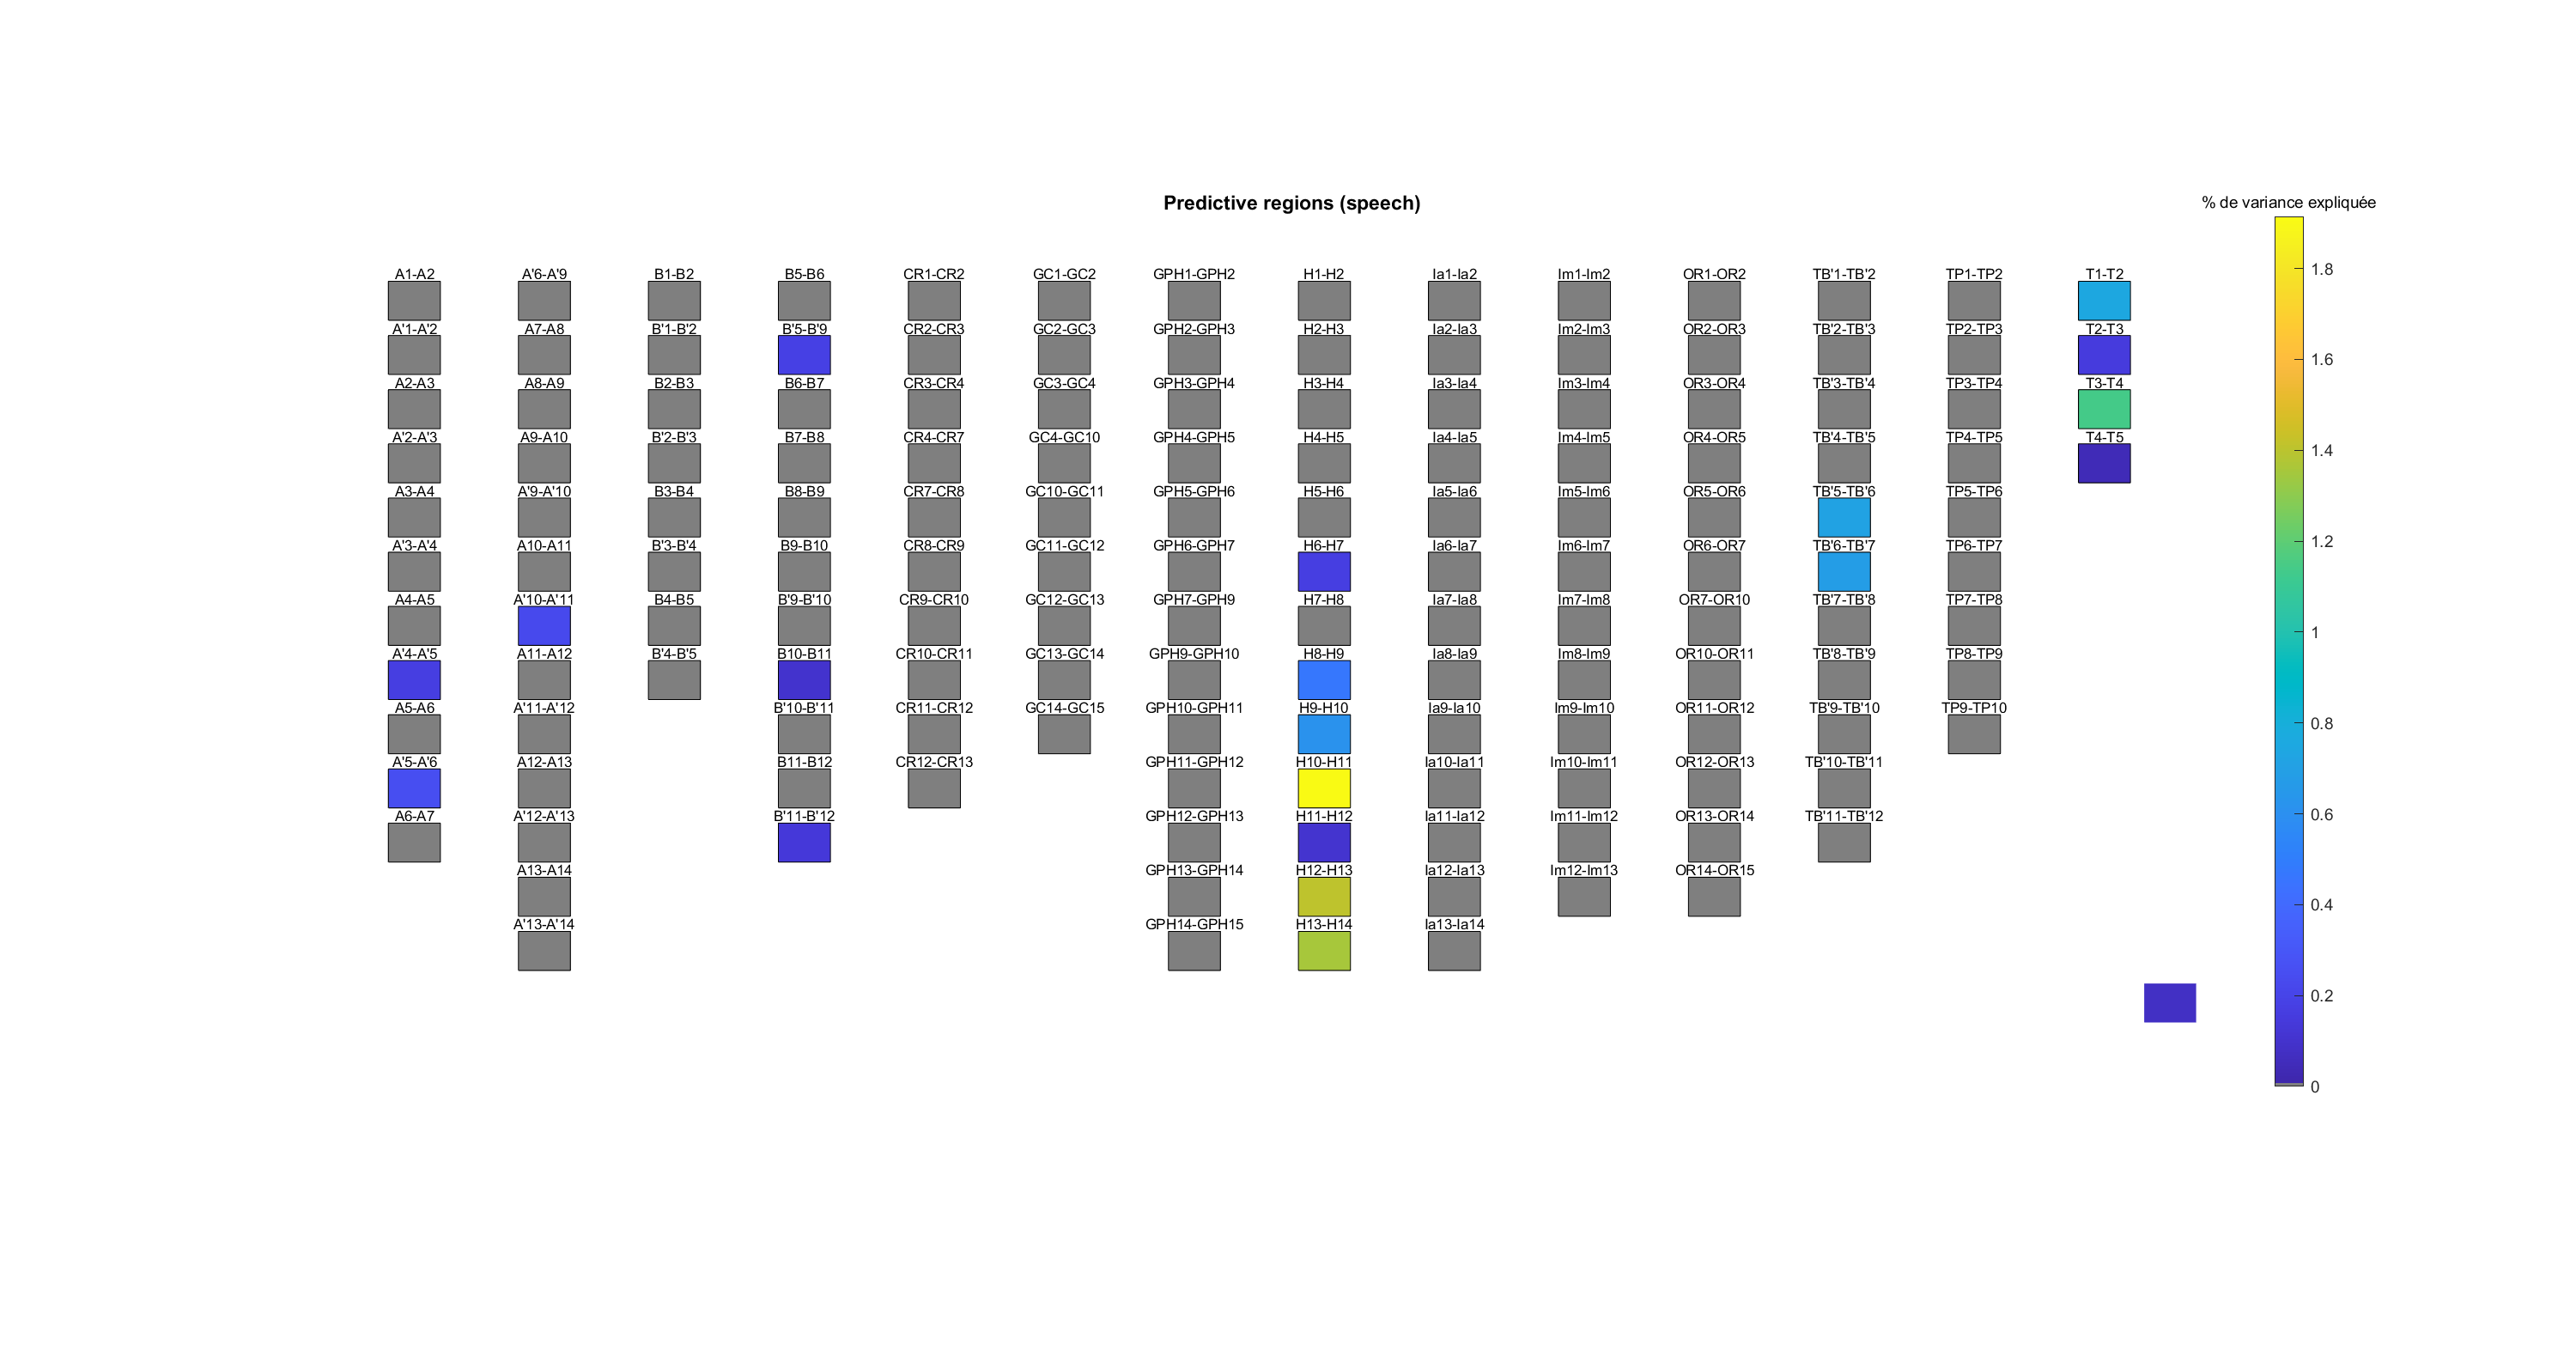 Predictive regions (speech)
% de variance expliquée
A1-A2 A'6-A'9 B1-B2 B5-B6 CR1-CR2 GC1-GC2 GPH1-GPH2 H1-H2 Ia1-Ia2 Im1-Im2 OR1-OR2 TB'1-TB'2 TP1-TP2 T1-T2
A'1-A'2 A7-A8 B'1-B'2 B'5-B'9 CR2-CR3 GC2-GC3 GPH2-GPH3 H2-H3 Ia2-Ia3 Im2-Im3 OR2-OR3 TB'2-TB'3 TP2-TP3 T2-T3
A2-A3 A8-A9 B2-B3 B6-B7 CR3-CR4 GC3-GC4 GPH3-GPH4 H3-H4 Ia3-Ia4 Im3-Im4 OR3-OR4 TB'3-TB'4 TP3-TP4 T3-T4
A'2-A'3 A9-A10 B'2-B'3 B7-B8 CR4-CR7 GC4-GC10 GPH4-GPH5 H4-H5 Ia4-Ia5 Im4-Im5 OR4-OR5 TB'4-TB'5 TP4-TP5 T4-T5
A3-A4 A'9-A'10 B3-B4 B8-B9 CR7-CR8 GC10-GC11 GPH5-GPH6 H5-H6 Ia5-Ia6 Im5-Im6 OR5-OR6 TB'5-TB'6 TP5-TP6
A'3-A'4 A10-A11 B'3-B'4 B9-B10 CR8-CR9 GC11-GC12 GPH6-GPH7 H6-H7 Ia6-Ia7 Im6-Im7 OR6-OR7 TB'6-TB'7 TP6-TP7
A4-A5 A'10-A'11 B4-B5 B'9-B'10 CR9-CR10 GC12-GC13 GPH7-GPH9 H7-H8 Ia7-Ia8 Im7-Im8 OR7-OR10 TB'7-TB'8 TP7-TP8
A'4-A'5 A11-A12 B'4-B'5 B10-B11 CR10-CR11 GC13-GC14 GPH9-GPH10 H8-H9 Ia8-Ia9 Im8-Im9 OR10-OR11 TB'8-TB'9 TP8-TP9
A5-A6 A'11-A'12 B'10-B'11 CR11-CR12 GC14-GC15 GPH10-GPH11 H9-H10 Ia9-Ia10 Im9-Im10 OR11-OR12 TB'9-TB'10 TP9-TP10
A'5-A'6 A12-A13 B11-B12 CR12-CR13 GPH11-GPH12 H10-H11 Ia10-Ia11 Im10-Im11 OR12-OR13 TB'10-TB'11
A6-A7 A'12-A'13 B'11-B'12 GPH12-GPH13 H11-H12 Ia11-Ia12 Im11-Im12 OR13-OR14 TB'11-TB'12
A13-A14 GPH13-GPH14 H12-H13 Ia12-Ia13 Im12-Im13 OR14-OR15
A'13-A'14 GPH14-GPH15 H13-H14 Ia13-Ia14
1.8
1.6
1.4
1.2
1
0.8
0.6
0.4
0.2
0